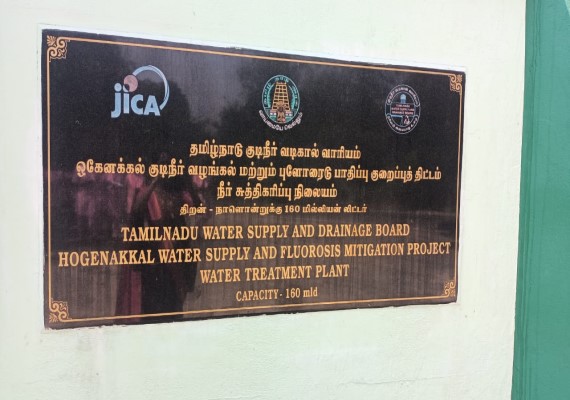 jICA
தமிழ்நாடு குடிநீர் வடிகால் வாரியம்
ஒகேனக்கல் குடிநீர் வழங்கல் மற்றும் புளோரைடு பாதிப்பு குறைப்புத் திட்டம்
நீர் சுத்திகரிப்பு நிலையம்
திறன் - நாளொன்றுக்கு 160 மில்லியன் லிட்டர்
TAMILNADU WATER SUPPLY AND DRAINAGE BOARD
HOGENAKKAL WATER SUPPLY AND FLUOROSIS MITIGATION PROJECT
WATER TREATMENT PLANT
CAPACITY - 160 mld